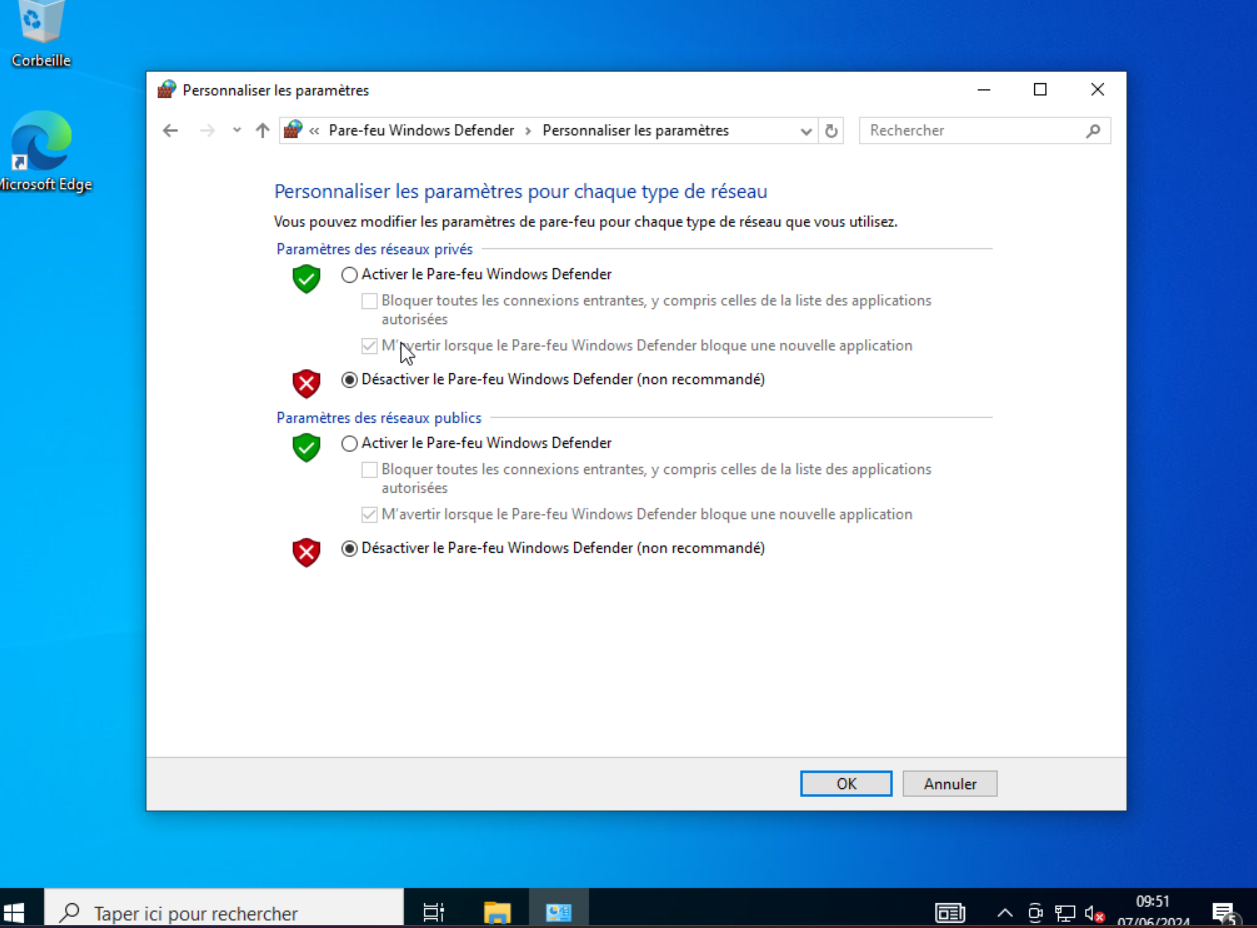 Corbeille
Microsoft Edge
Personnaliser les paramètres
« Pare-feu Windows Defender › Personnaliser les paramètres
Rechercher
Personnaliser les paramètres pour chaque type de réseau
Vous pouvez modifier les paramètres de pare-feu pour chaque type de réseau que vous utilisez.
Paramètres des réseaux privés
Activer le Pare-feu Windows Defender
Bloquer toutes les connexions entrantes, y compris celles de la liste des applications
autorisées
M'avertir lorsque le Pare-feu Windows Defender bloque une nouvelle application
Désactiver le Pare-feu Windows Defender (non recommandé)
Paramètres des réseaux publics
Activer le Pare-feu Windows Defender
Bloquer toutes les connexions entrantes, y compris celles de la liste des applications
autorisées
M'avertir lorsque le Pare-feu Windows Defender bloque une nouvelle application
Désactiver le Pare-feu Windows Defender (non recommandé)
OK
Annuler
Taper ici pour rechercher
09:51
07/06/2024
5